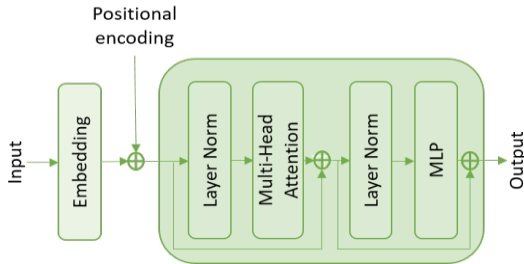 Positional
encoding
Input
Embedding
Layer Norm
Multi-Head
Attention
Layer Norm
MLP
Output